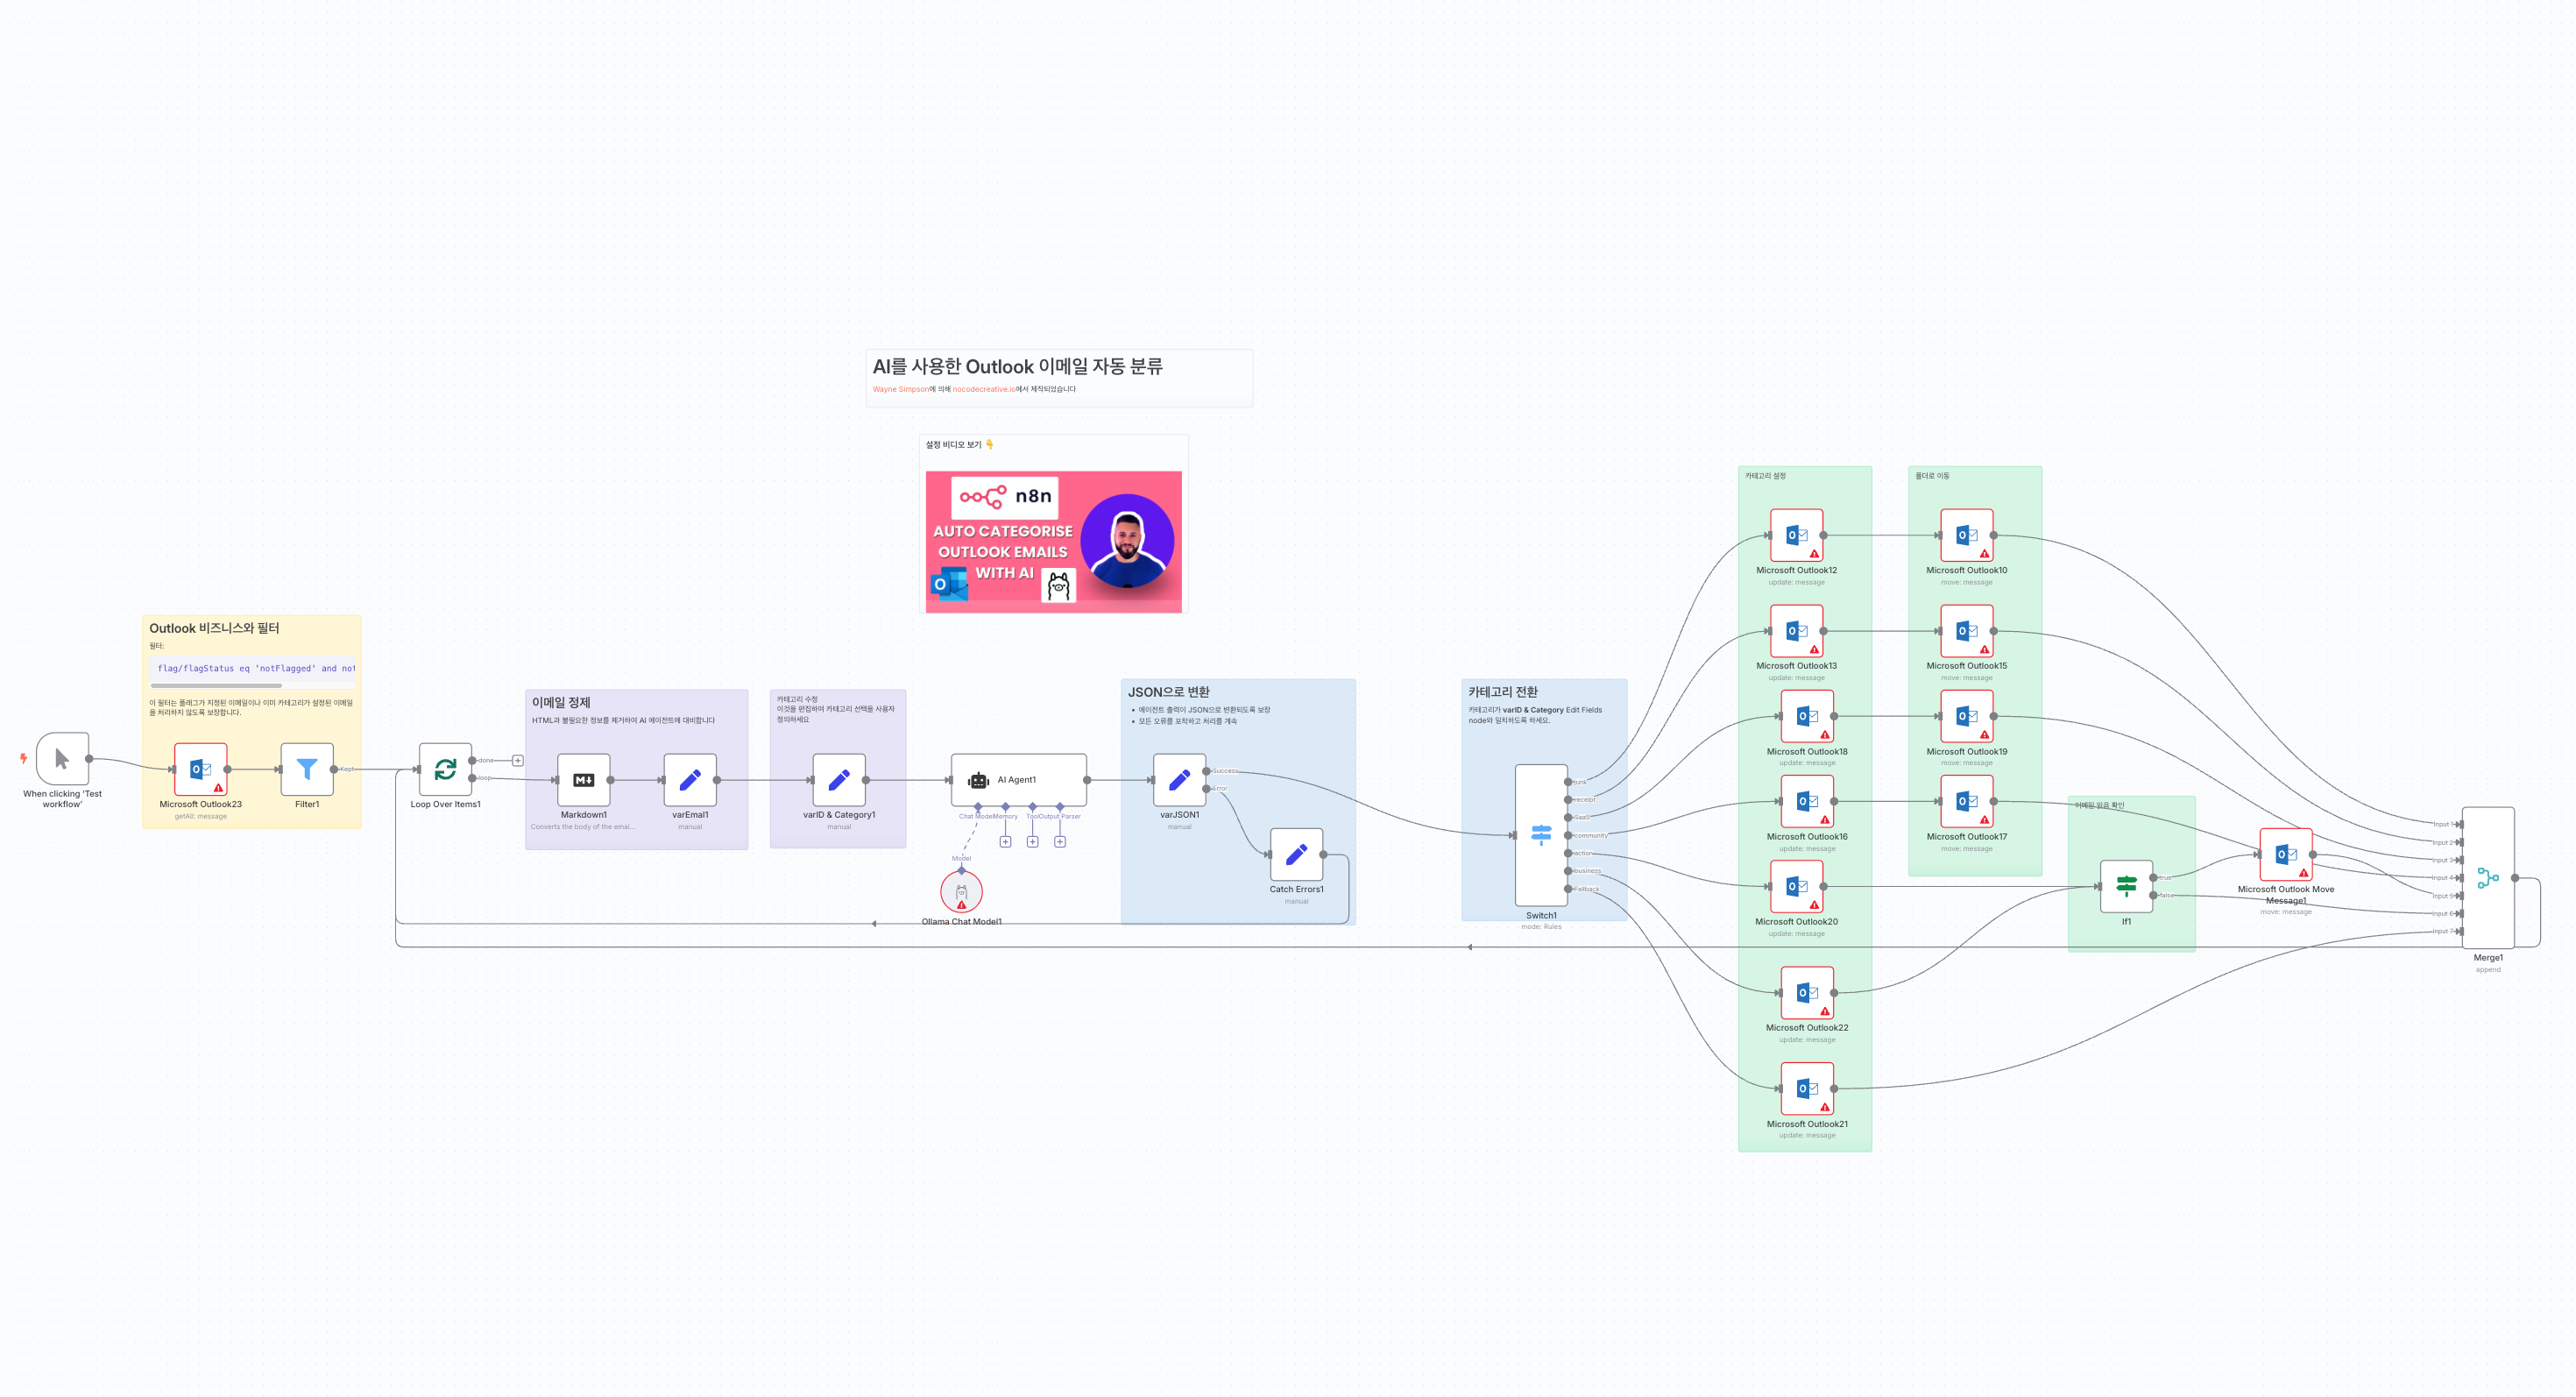 AI를 사용한 Outlook 이메일 자동 분류
Wayne Simpson에 의해 nocodecreative.io에서 제작되었습니다
설정 비디오 보기 👇
n8n
AUTO CATEGORISE
OUTLOOK EMAILS
WITH AI
Outlook 비즈니스와 필터
필터:
flag/flagStatus eq 'notFlagged' and not
이 필터는 플래그가 지정된 이메일이나 이미 카테고리가 설정된 이메일
을 처리하지 않도록 보장합니다.
When clicking 'Test
workflow'
Microsoft Outlook23
getAll: message
Filter1
Kept
Loop Over Items1
done
loop
이메일 정제
HTML과 불필요한 정보를 제거하여 AI 에이전트에 대비합니다
Markdown1
Converts the body of the emai...
varEmal1
manual
카테고리 수정
이것을 편집하여 카테고리 선택을 사용자
정의하세요
varID & Category1
manual
AI Agent1
Chat Model
Memory
Tool
Output Parser
Model
Ollama Chat Model1
JSON으로 변환
• 에이전트 출력이 JSON으로 변환되도록 보장
• 모든 오류를 포착하고 처리를 계속
varJSON1
manual
Success
Error
Catch Errors1
manual
카테고리 전환
카테고리가 varID & Category Edit Fields
node와 일치하도록 하세요.
junk
receipt
SaaS
community
action
business
Fallback
Switch1
mode: Rules
카테고리 설정
Microsoft Outlook12
update: message
Microsoft Outlook13
update: message
Microsoft Outlook18
update: message
Microsoft Outlook16
update: message
Microsoft Outlook20
update: message
Microsoft Outlook22
update: message
Microsoft Outlook21
update: message
폴더로 이동
Microsoft Outlook10
move: message
Microsoft Outlook15
move: message
Microsoft Outlook19
move: message
Microsoft Outlook17
move: message
이메일 읽음 확인
true
false
If1
Microsoft Outlook Move
Message1
move: message
Input 1
Input 2
Input 3
Input 4
Input 5
Input 6
Input 7
Merge1
append